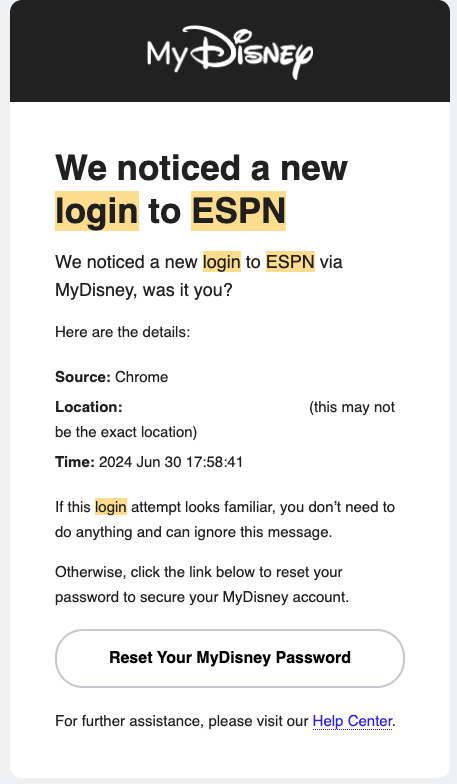 My Disney
We noticed a new
login to ESPN
We noticed a new login to ESPN via
MyDisney, was it you?
Here are the details:
Source: Chrome
Location: (this may not
be the exact location)
Time: 2024 Jun 30 17:58:41
If this login attempt looks familiar, you don’t need to
do anything and can ignore this message.
Otherwise, click the link below to reset your
password to secure your MyDisney account.
Reset Your MyDisney Password
For further assistance, please visit our Help Center.